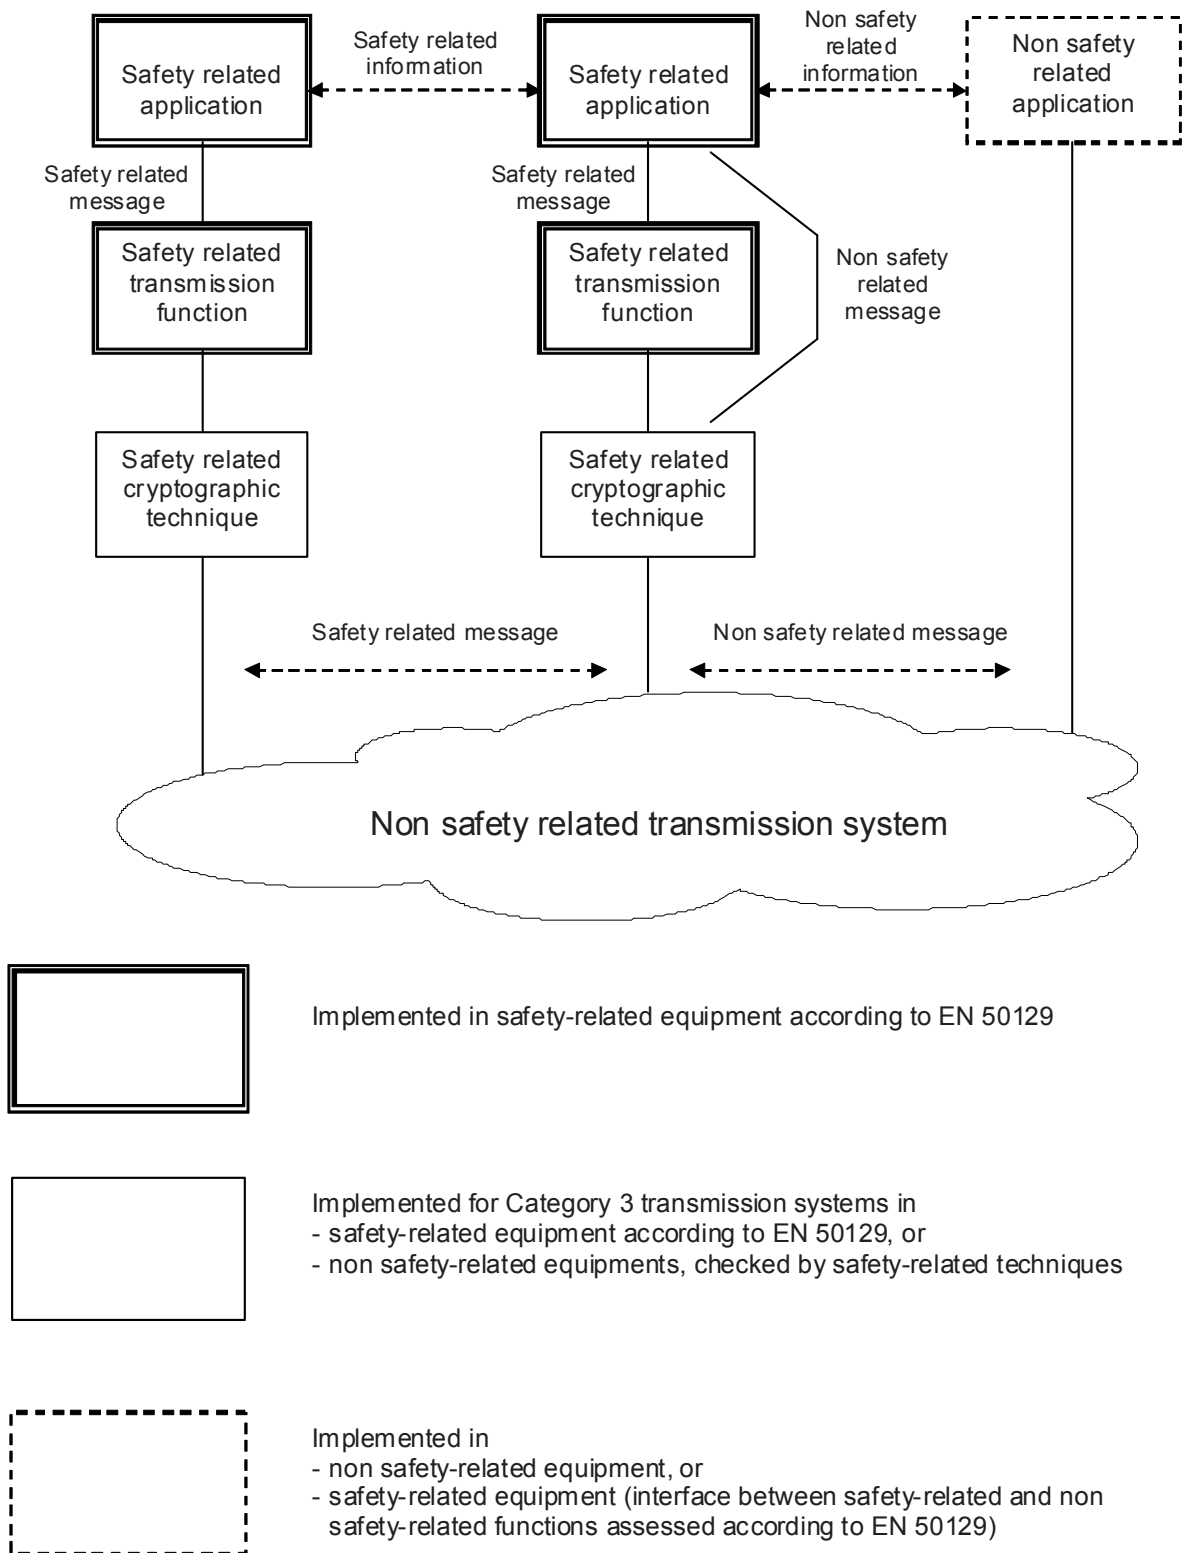 Safety related
application
Safety related
information
Safety related
application
Non safety
related
information
Non safety
related
application
Safety related
message
Safety related
message
Safety related
transmission
function
Safety related
transmission
function
Non safety
related
message
Safety related
cryptographic
technique
Safety related
cryptographic
technique
Safety related message
Non safety related message
Non safety related transmission system
Implemented in safety-related equipment according to EN 50129
Implemented for Category 3 transmission systems in
- safety-related equipment according to EN 50129, or
- non safety-related equipments, checked by safety-related techniques
Implemented in
- non safety-related equipment, or
- safety-related equipment (interface between safety-related and non
safety-related functions assessed according to EN 50129)